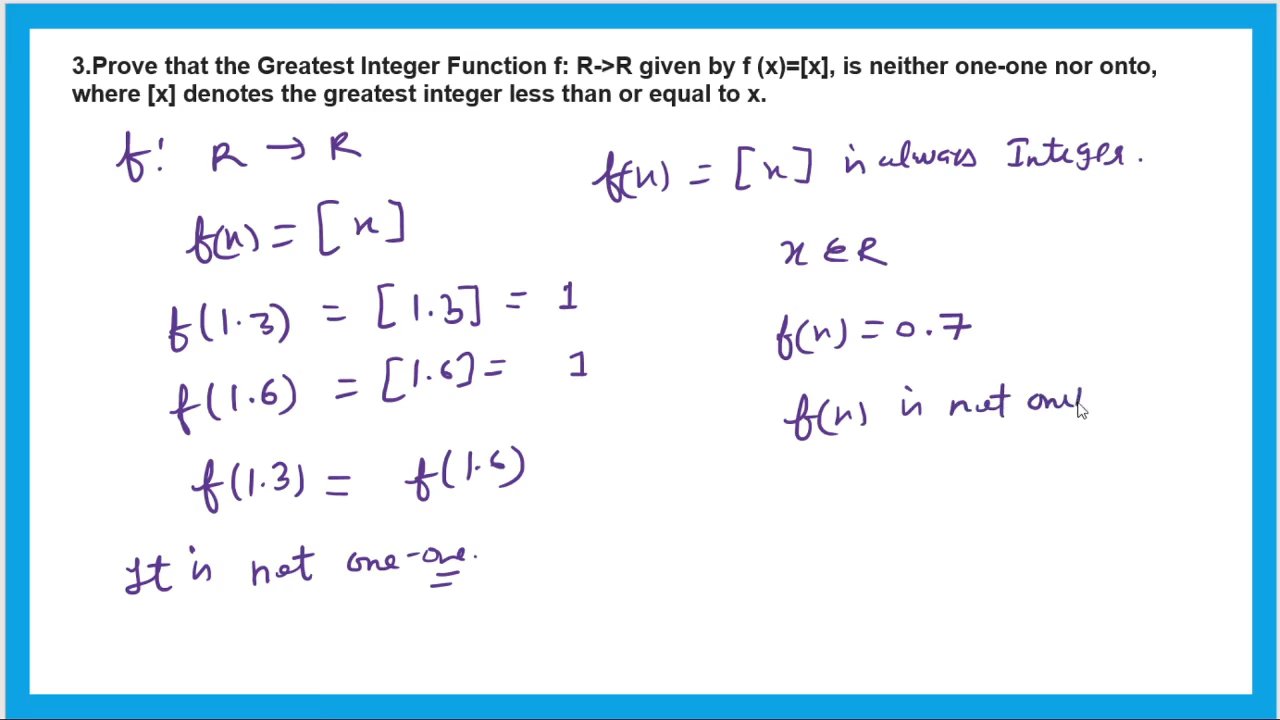 3.Prove that the Greatest Integer Function f: R->R given by f (x)=[x], is neither one-one nor onto,
where [x] denotes the greatest integer less than or equal to x.
f: R → R
f(x) = [x]
f(1.3) = [1.3] = 1
f(1.6) = [1.6] = 1
f(1.3) = f(1.6)
It is not one-one.
f(x) = [x] is always Integer.
x ∈ R
f(x) = 0.7
f(x) is not one